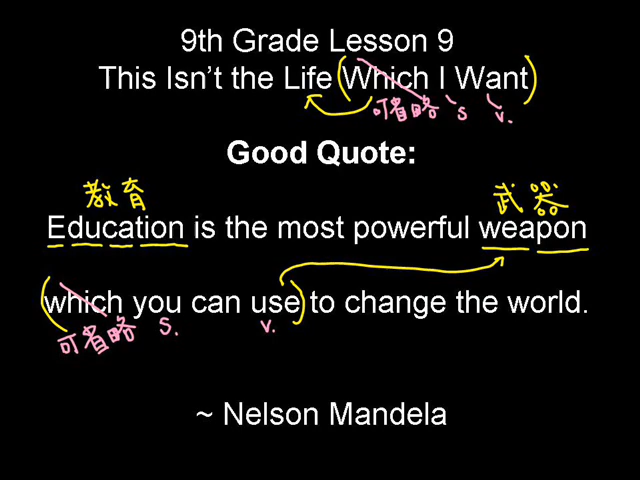 9th Grade Lesson 9
This Isn't the Life (Which I Want)
可省略 s v.
Good Quote:
教育 武器
Education is the most powerful weapon
(which you can use) to change the world.
可省略 s. v.
~ Nelson Mandela